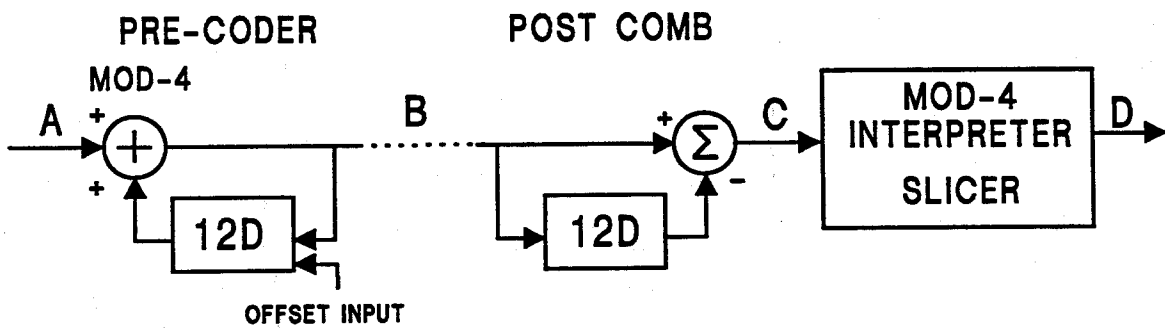 PRE-CODER
POST COMB
MOD-4
A
+
+
+
B
12D
OFFSET INPUT
+
Σ
-
12D
C
MOD-4
INTERPRETER
SLICER
D